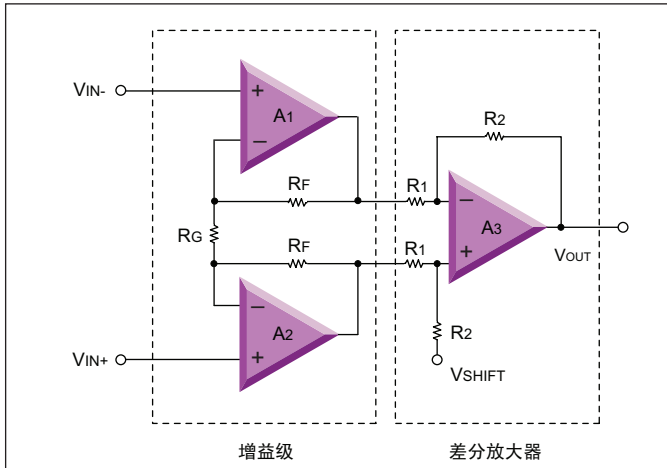 VIN-
+
A1
−
R2
RF
R1
−
RG
A3
RF
R1
+
VOUT
−
A2
R2
+
VIN+
VSHIFT
增益级
差分放大器